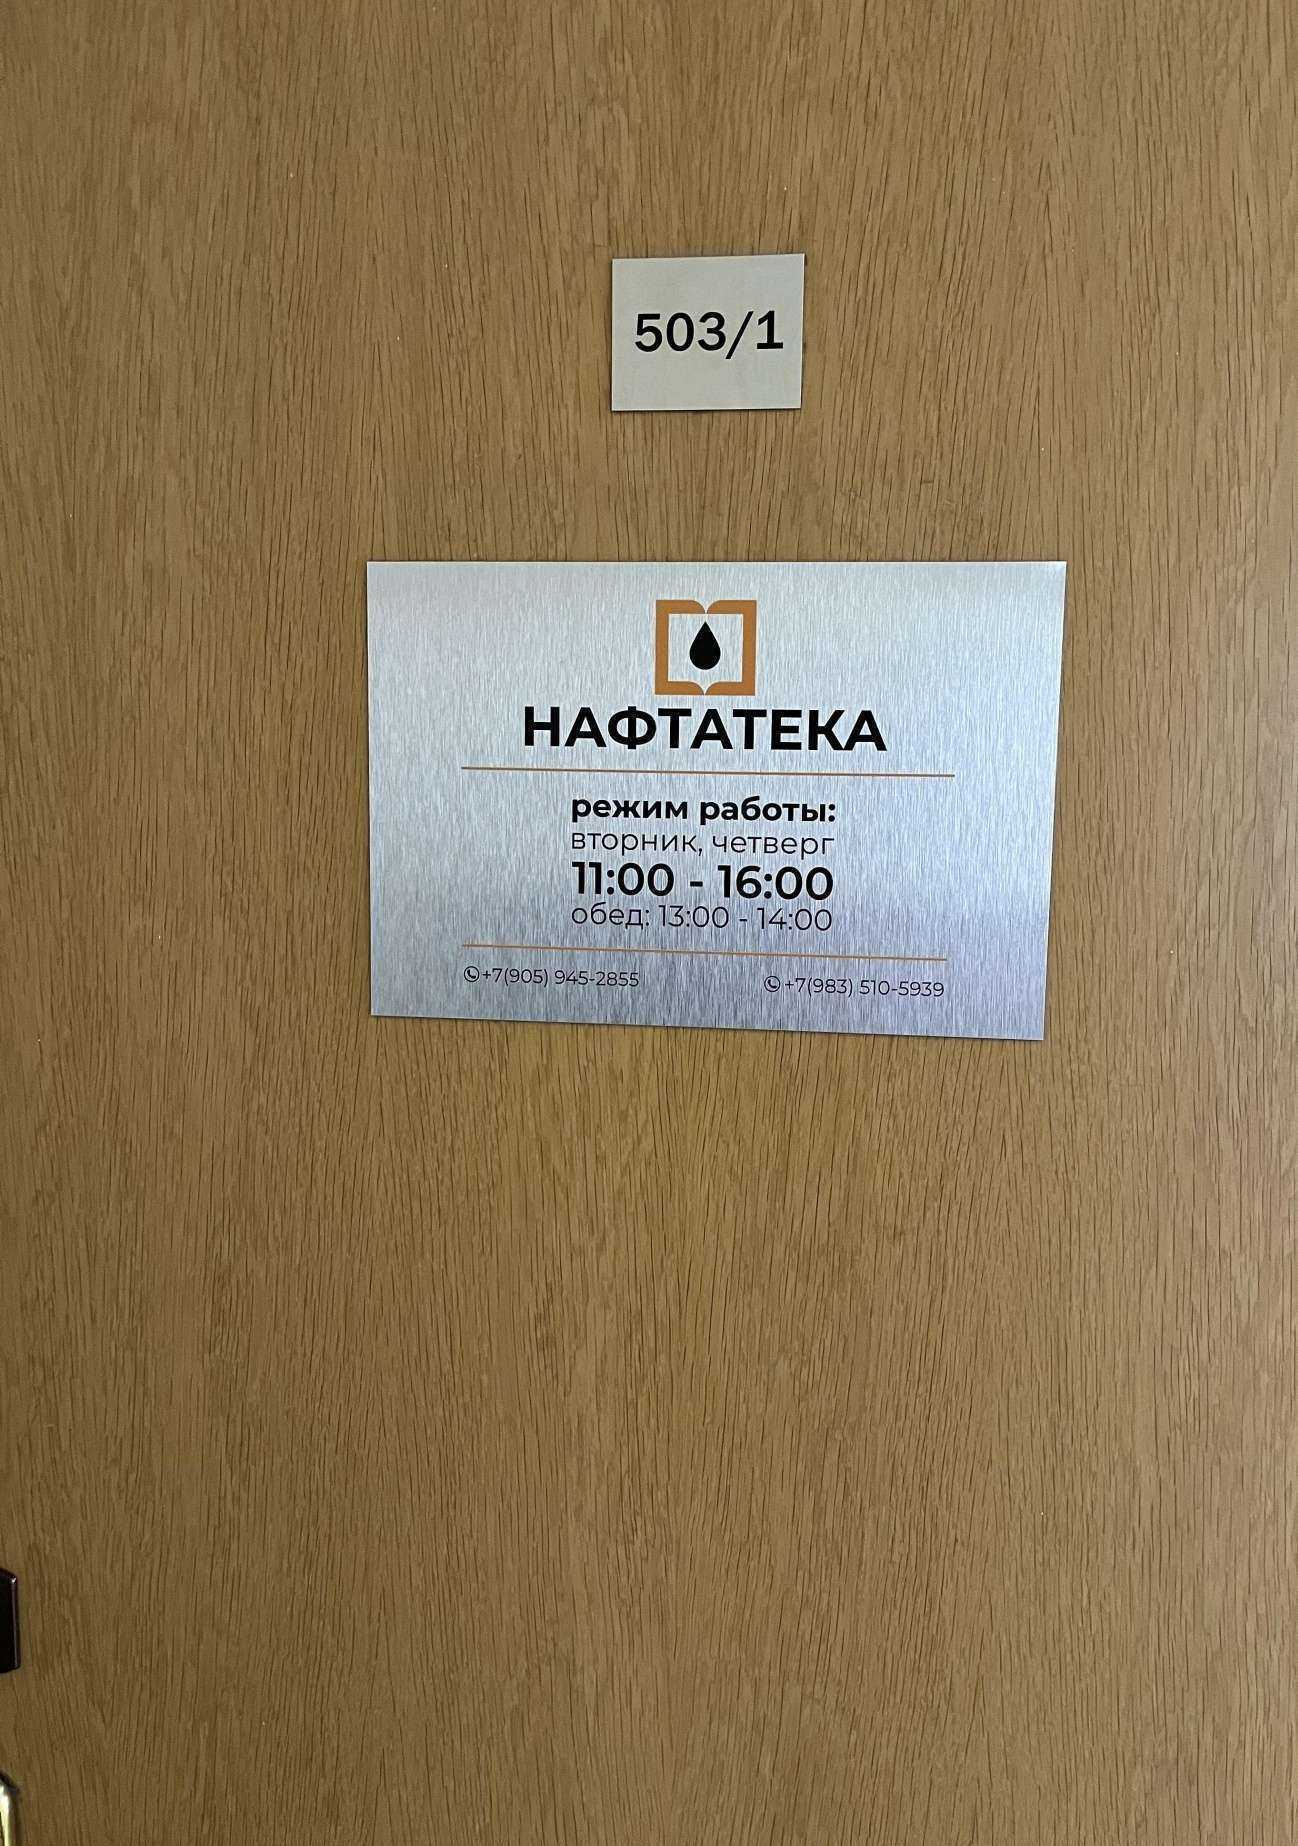 503/1
НАФТАТЕКА
режим работы:
вторник, четверг
11:00 - 16:00
обед: 13:00 - 14:00
+7(905) 945-2855
+7(983) 510-5939